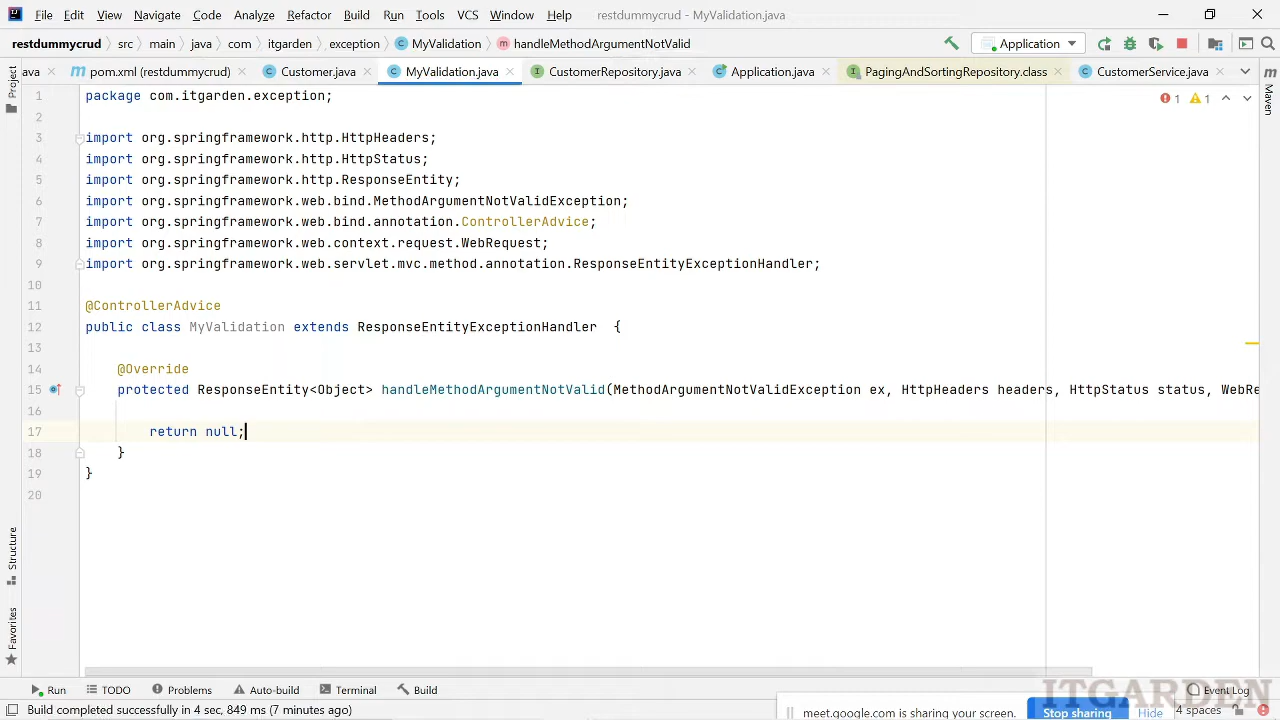 File Edit View Navigate Code Analyze Refactor Build Run Tools VCS Window Help restdummycrud - MyValidation.java
restdummycrud src main java com itgarden exception MyValidation handleMethodArgumentNotValid Application
ava pom.xml (restdummycrud) Customer.java MyValidation.java CustomerRepository.java Application.java PagingAndSortingRepository.class CustomerService.java
Project
Maven
1 package com.itgarden.exception; 1 1
2
3 import org.springframework.http.HttpHeaders;
4 import org.springframework.http.HttpStatus;
5 import org.springframework.http.ResponseEntity;
6 import org.springframework.web.bind.MethodArgumentNotValidException;
7 import org.springframework.web.bind.annotation.ControllerAdvice;
8 import org.springframework.web.context.request.WebRequest;
9 import org.springframework.web.servlet.mvc.method.annotation.ResponseEntityExceptionHandler;
10
11 @ControllerAdvice
12 public class MyValidation extends ResponseEntityExceptionHandler {
13
14 @Override
15 protected ResponseEntity<Object> handleMethodArgumentNotValid(MethodArgumentNotValidException ex, HttpHeaders headers, HttpStatus status, WebRe
16
17 return null;
18 }
19 }
20
Structure
Favorites
Run TODO Problems Auto-build Terminal Build Event Log
Build completed successfully in 4 sec, 849 ms (7 minutes ago) 4 spaces
meet.google.com is sharing your screen. Stop sharing Hide
ITGARDEN